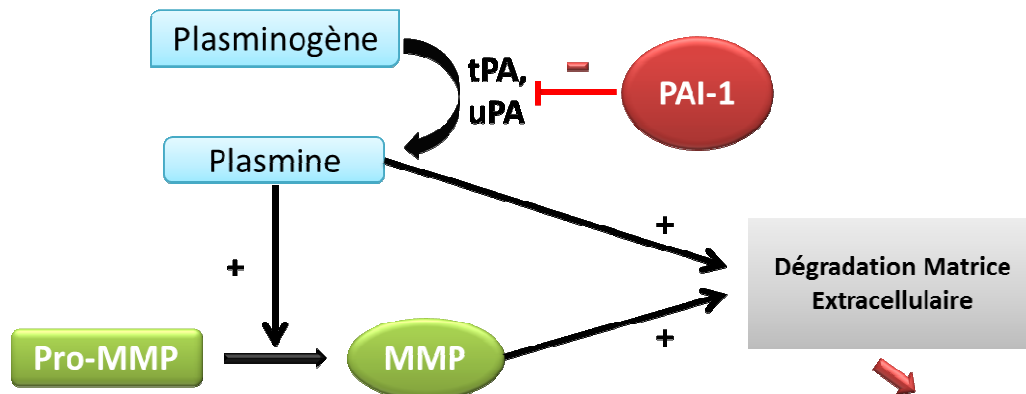 Plasminogène
tPA,
uPA
-
PAI-1
Plasmine
+
+
Dégradation Matrice
Extracellulaire
Pro-MMP
MMP
+